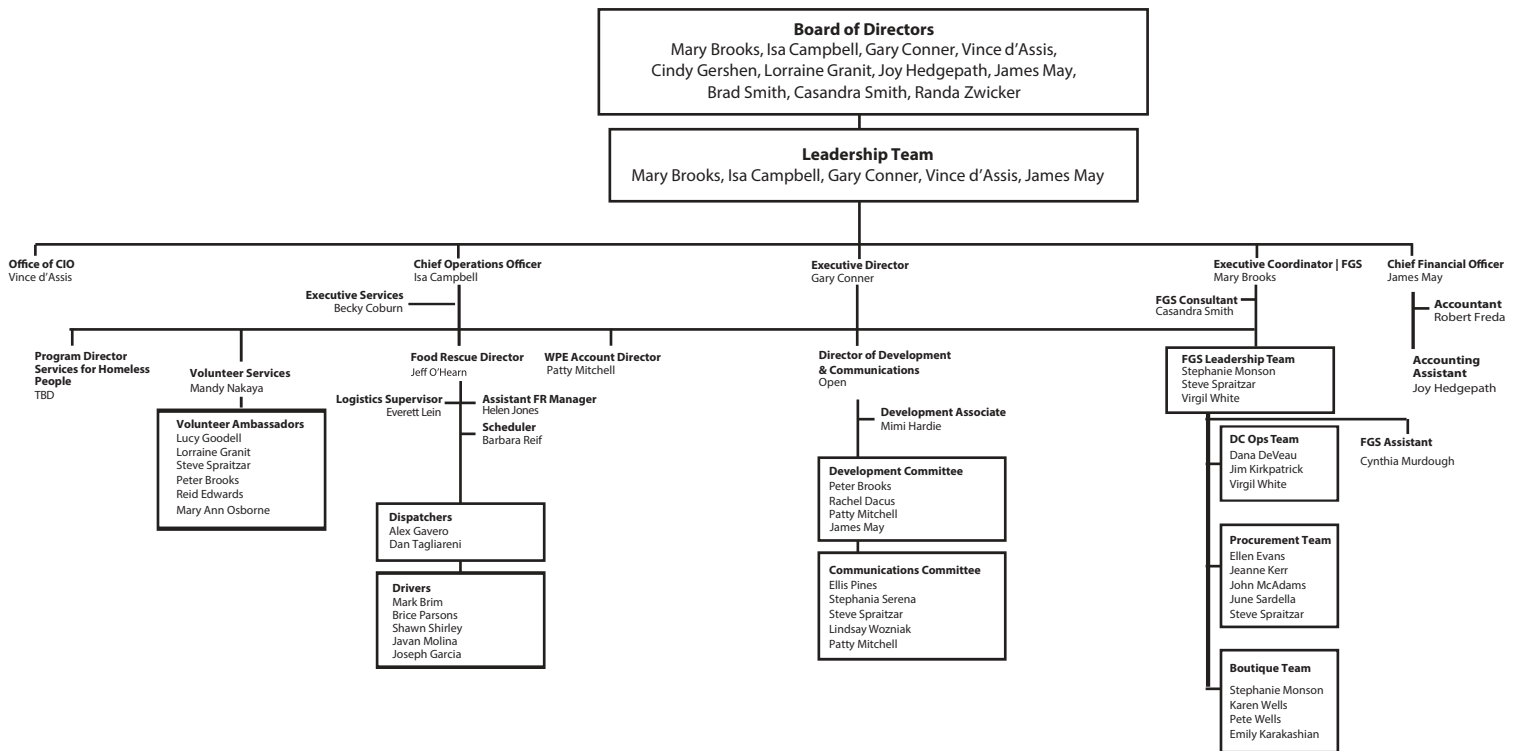 Board of Directors
Mary Brooks, Isa Campbell, Gary Conner, Vince d’Assis,
Cindy Gershen, Lorraine Granit, Joy Hedgepath, James May,
Brad Smith, Casandra Smith, Randa Zwicker
Leadership Team
Mary Brooks, Isa Campbell, Gary Conner, Vince d’Assis, James May
Office of CIO
Vince d’Assis
Chief Operations Officer
Isa Campbell
Executive Director
Gary Conner
Executive Coordinator | FGS
Mary Brooks
Chief Financial Officer
James May
Executive Services
Becky Coburn
FGS Consultant
Casandra Smith
Accountant
Robert Freda
Accounting
Assistant
Joy Hedgepath
Program Director
Services for Homeless
People
TBD
Volunteer Services
Mandy Nakaya
Volunteer Ambassadors
Lucy Goodell
Lorraine Granit
Steve Spraitzar
Peter Brooks
Reid Edwards
Mary Ann Osborne
Food Rescue Director
Jeff O’Hearn
Logistics Supervisor
Everett Lein
Assistant FR Manager
Helen Jones
Scheduler
Barbara Reif
Dispatchers
Alex Gavero
Dan Tagliareni
Drivers
Mark Brim
Brice Parsons
Shawn Shirley
Javan Molina
Joseph Garcia
WPE Account Director
Patty Mitchell
Director of Development
& Communications
Open
Development Associate
Mimi Hardie
Development Committee
Peter Brooks
Rachel Dacus
Patty Mitchell
James May
Communications Committee
Ellis Pines
Stephania Serena
Steve Spraitzar
Lindsay Wozniak
Patty Mitchell
FGS Leadership Team
Stephanie Monson
Steve Spraitzar
Virgil White
FGS Assistant
Cynthia Murdough
DC Ops Team
Dana DeVeau
Jim Kirkpatrick
Virgil White
Procurement Team
Ellen Evans
Jeanne Kerr
John McAdams
June Sardella
Steve Spraitzar
Boutique Team
Stephanie Monson
Karen Wells
Pete Wells
Emily Karakashian